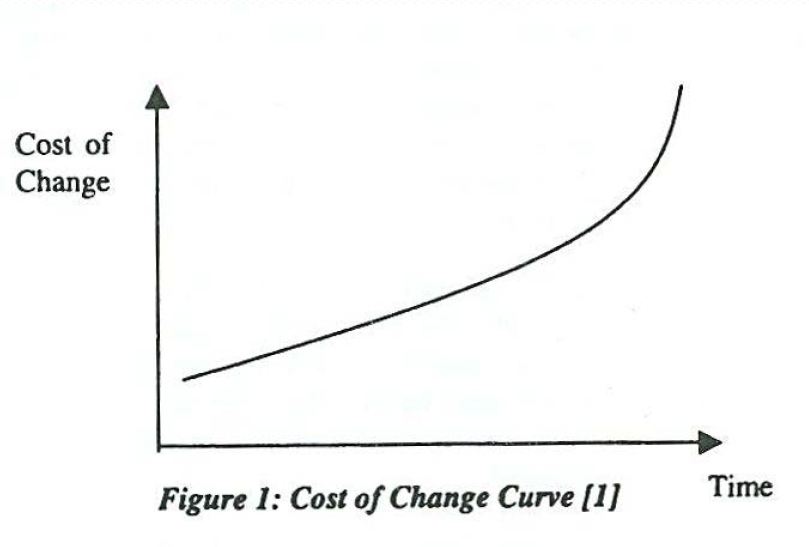 Cost of
Change
Time
Figure 1: Cost of Change Curve [1]